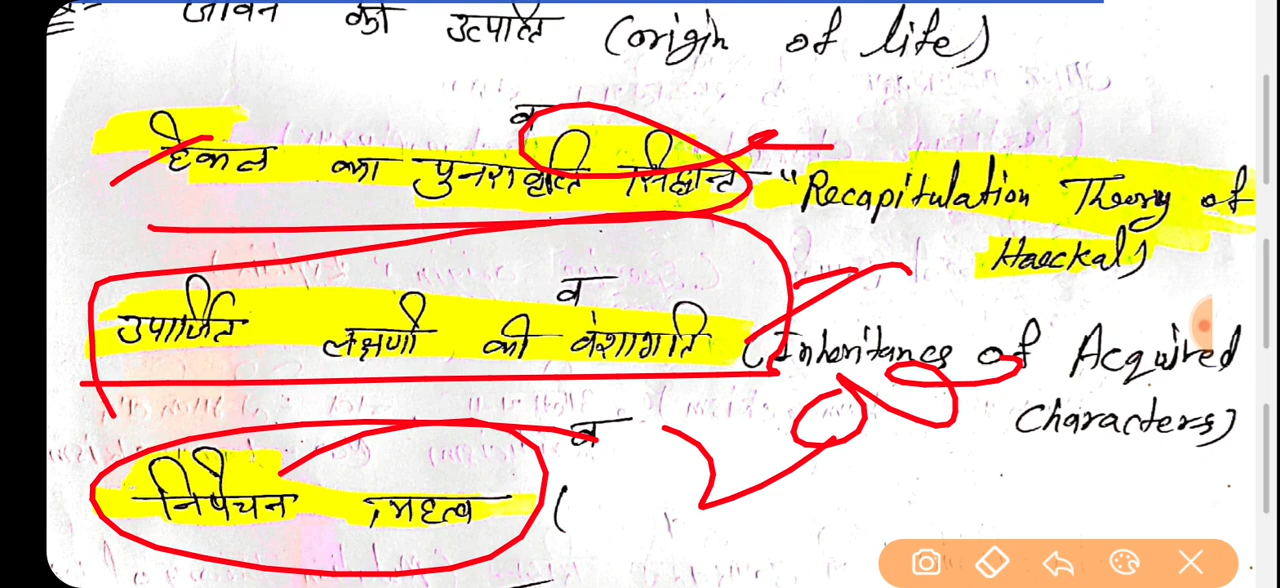 जीवन की उत्पत्ति (origin of life)
व
हैकल का पुनरावृत्ति सिद्धान्त - "Recapitulation Theory of
Haeckal)
व
उपार्जित लक्षणों की वंशागति (Inheritance of Acquired
Characters)
व
निषेचन , महत्व (